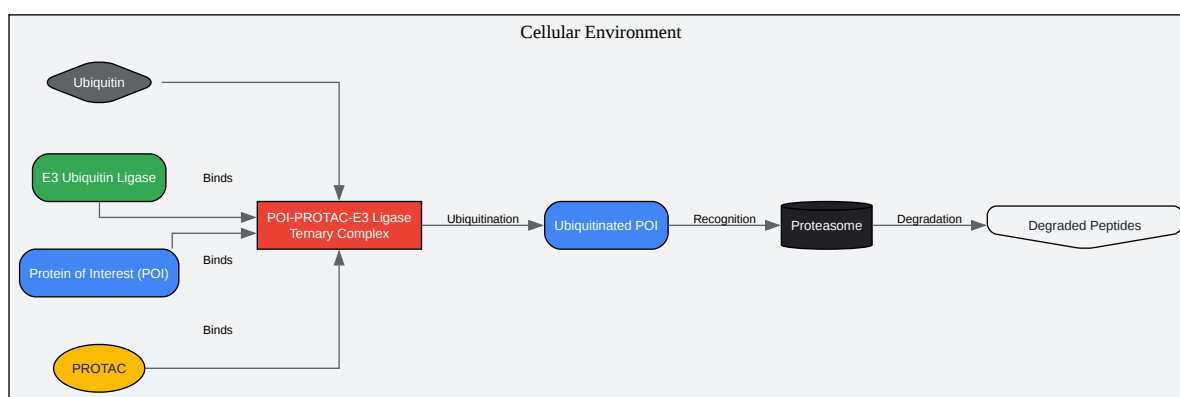 Cellular Environment
Ubiquitin
E3 Ubiquitin Ligase
Binds
POI-PROTAC-E3 Ligase
Ternary Complex
Ubiquitination
Ubiquitinated POI
Recognition
Proteasome
Degradation
Degraded Peptides
Protein of Interest (POI)
Binds
Binds
PROTAC